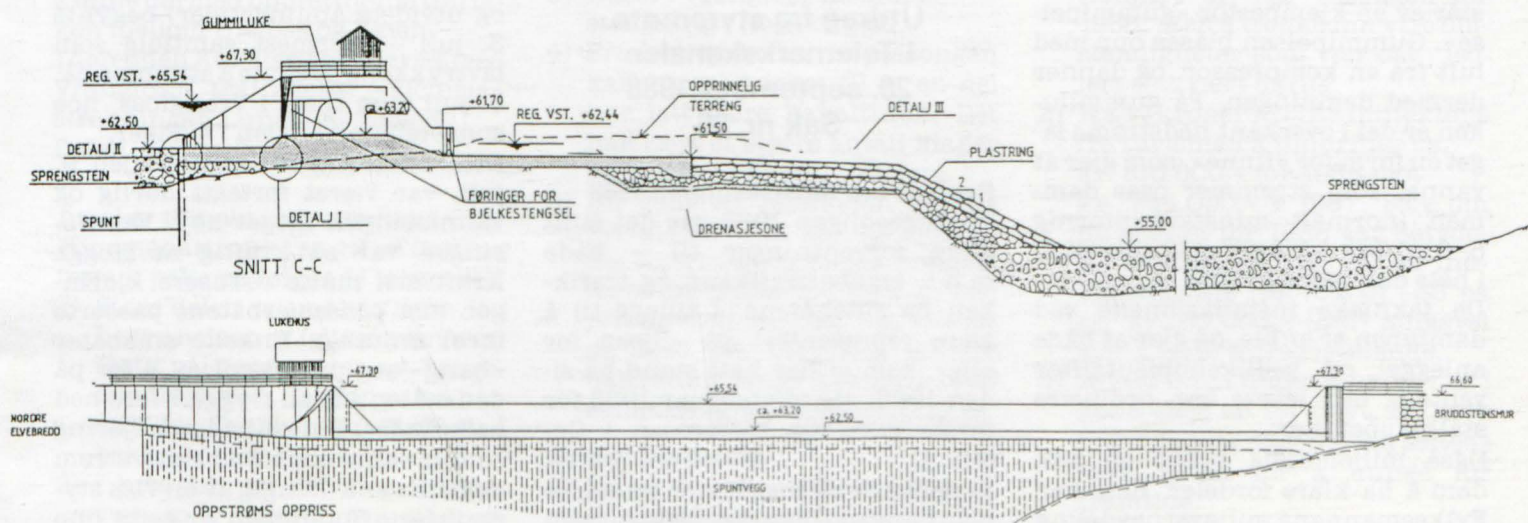 GUMMILUKE
+67,30
REG. VST. +65,54
ca.+63,20
+61,70
REG. VST. +62,44
OPPRINNELIG
TERRENG
+61,50
DETALJ III
+62,50
DETALJ II
PLASTRING
SPRENGSTEIN
SPRENGSTEIN
2
FØRINGER FOR
BJELKESTENGSEL
SPUNT
DETALJ I
DRENASJESONE
+55,00
SNITT C-C
LUKEHUS
+67,30
+65,54
+67,30
66,60
NORDRE
ELVEBREDD
ca. +63,20
+62,50
BRUDDSTENSMUR
SPUNTVEGG
OPPSTRØMS OPPRISS